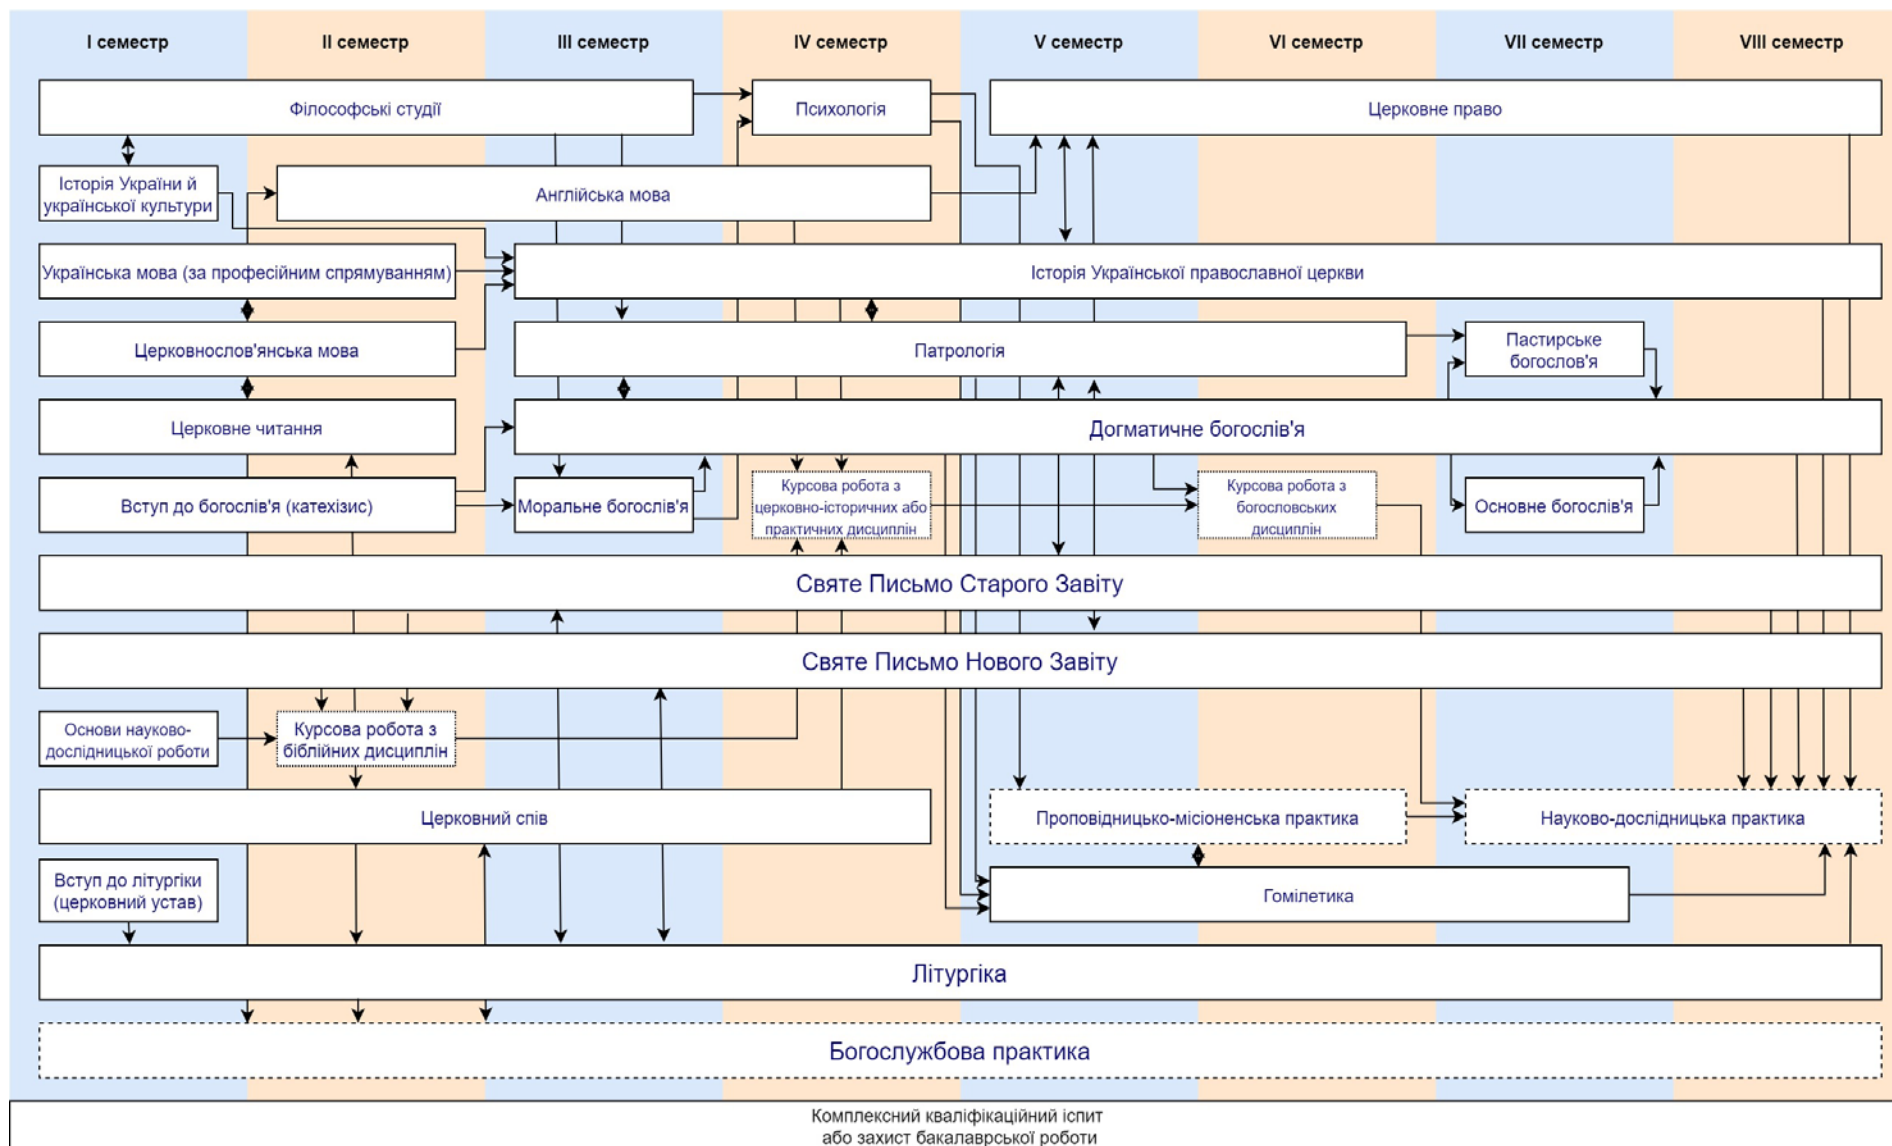 I семестр
II семестр
III семестр
IV семестр
V семестр
VI семестр
VII семестр
VIII семестр
Філософські студії
Психологія
Церковне право
Історія України й
української культури
Англійська мова
Українська мова (за професійним спрямуванням)
Історія Української православної церкви
Церковнослов'янська мова
Патрологія
Пастирське
богослов'я
Церковне читання
Догматичне богослів'я
Вступ до богослів'я (катехізис)
Моральне богослів'я
Курсова робота з
церковно-історичних або
практичних дисциплін
Курсова робота з
богословських
дисциплін
Основне богослів'я
Святе Письмо Старого Завіту
Святе Письмо Нового Завіту
Основи науково-
дослідницької роботи
Курсова робота з
біблійних дисциплін
Церковний спів
Проповідницько-місіоненська практика
Науково-дослідницька практика
Вступ до літургіки
(церковний устав)
Гомілетика
Літургіка
Богослужбова практика
Комплексний кваліфікаційний іспит
або захист бакалаврської роботи